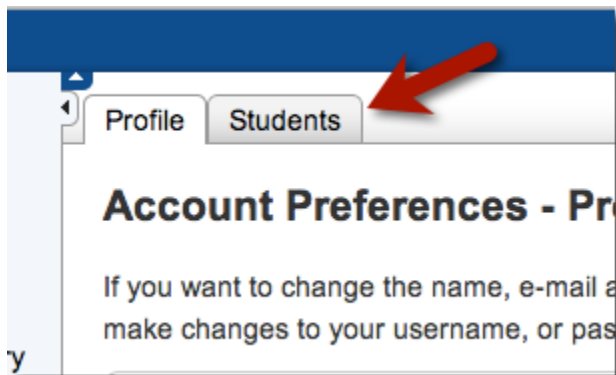 Profile Students
Account Preferences - Pr
If you want to change the name, e-mail a
make changes to your username, or pas
ry